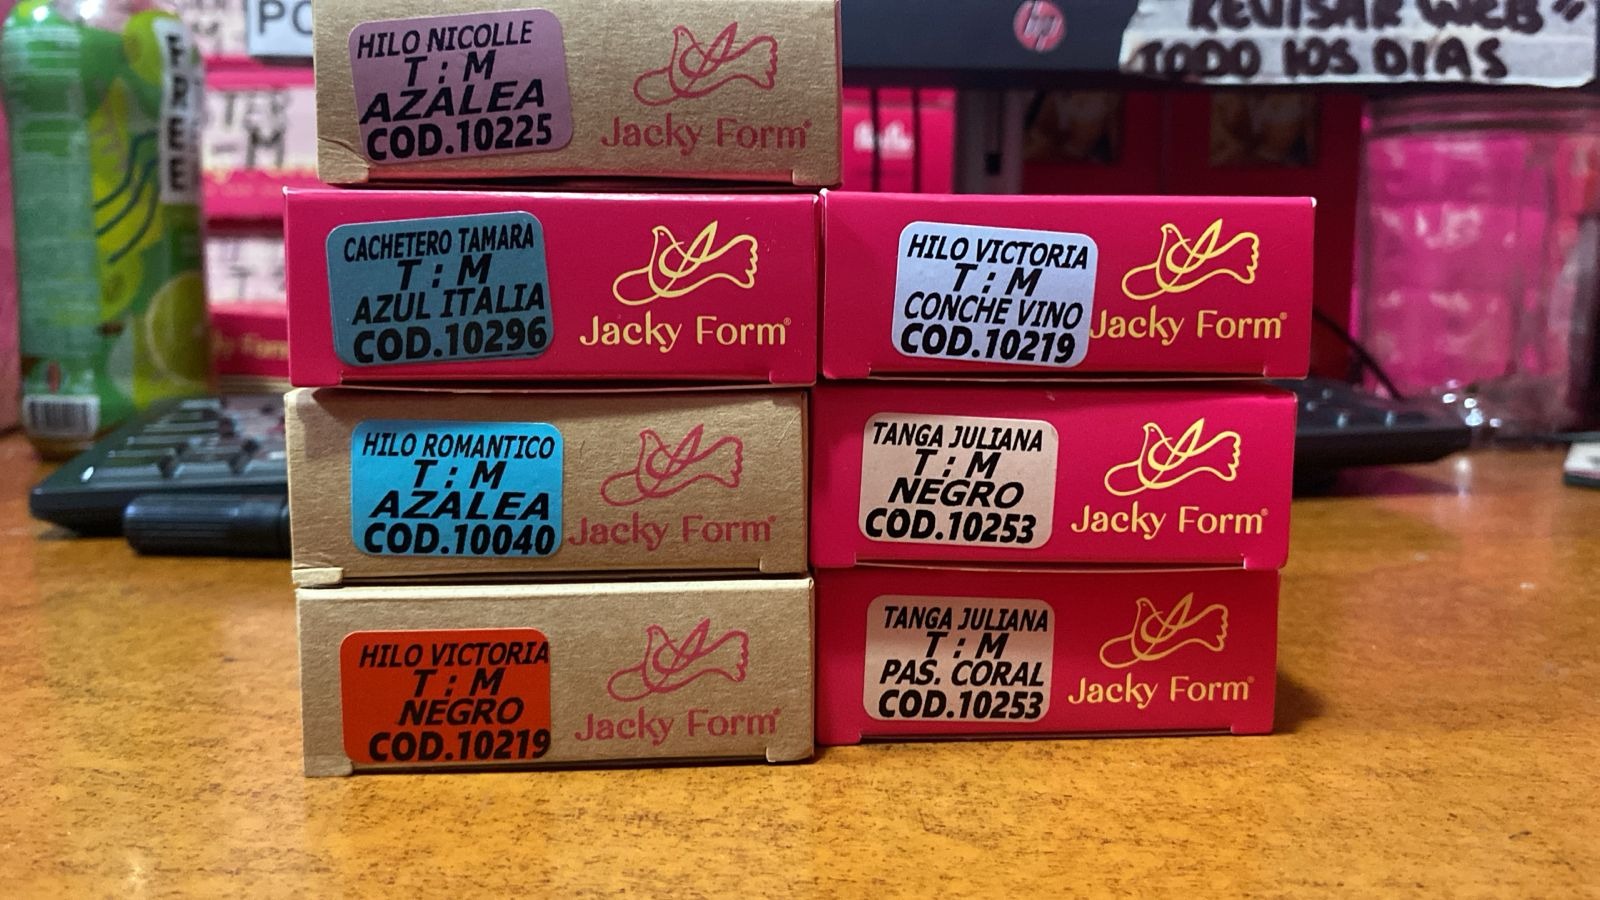 HILO NICOLLE
T : M
AZALEA
COD.10225
Jacky Form®
CACHETERO TAMARA
T : M
AZUL ITALIA
COD.10296
Jacky Form®
HILO ROMANTICO
T : M
AZALEA
COD.10040
Jacky Form®
HILO VICTORIA
T : M
NEGRO
COD.10219
Jacky Form®
HILO VICTORIA
T : M
CONCHE VINO
COD.10219
Jacky Form®
TANGA JULIANA
T : M
NEGRO
COD.10253
Jacky Form®
TANGA JULIANA
T : M
PAS. CORAL
COD.10253
Jacky Form®
hp
REVISAR WEB"
TODO LOS DIAS
FREE